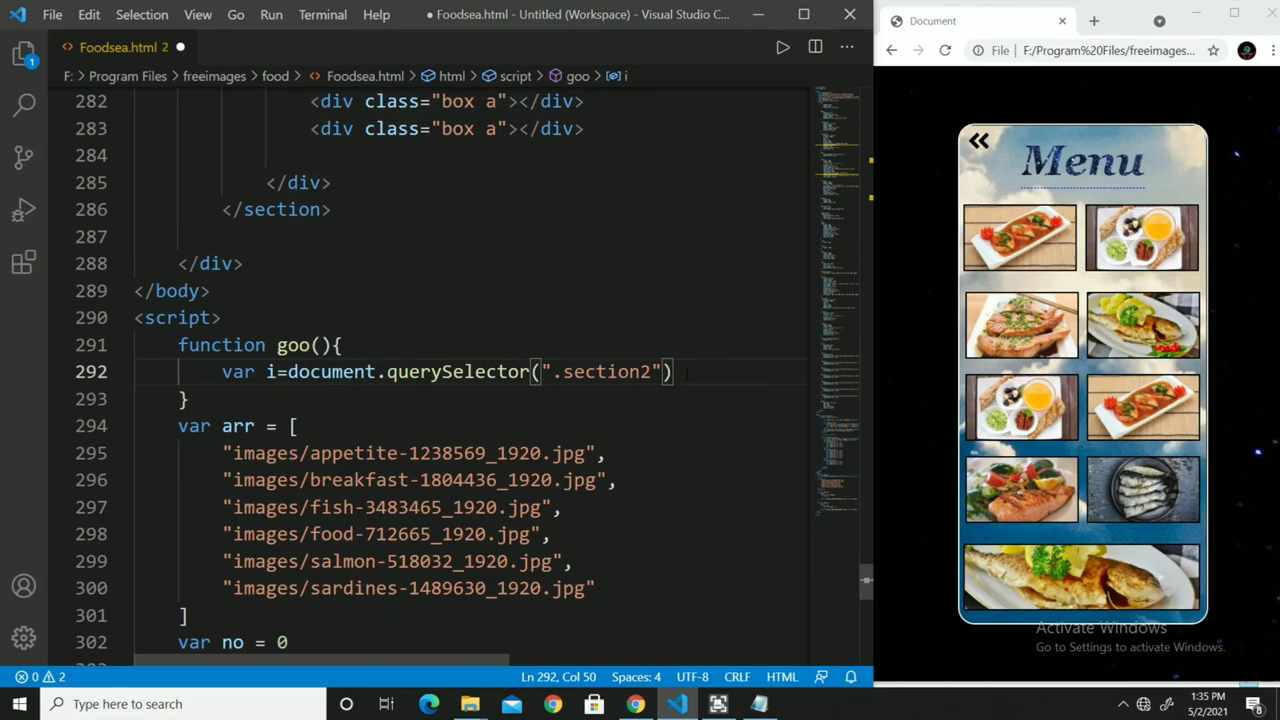 File Edit Selection View Go Run Terminal Help ● Foodsea.html - Untitled (Workspace) - Visual Studio C...
Foodsea.html 2 ●
F: > Program Files > freeimages > food > Foodsea.html > html > script > goo > i
282 <div class="box a"></div>
283 <div class="box a"></div>
284
285 </div>
286 </section>
287
288 </div>
289 </body>
290 <script>
291 function goo(){
292 var i=document.querySelector(".section2")
293 }
294 var arr = [
295 "images/appetite-1238569_1920.jpg",
296 "images/breakfast-1804436_1920.jpg",
297 "images/fish-3483465_1920.jpg",
298 "images/food-712665_1920.jpg",
299 "images/salmon-518032_1920.jpg",
300 "images/sardines-1489630_1920.jpg"
301 ]
302 var no = 0
1
0 2 Ln 292, Col 50 Spaces: 4 UTF-8 CRLF HTML
Document
File F:/Program%20Files/freeimages...
Menu
Activate Windows
Go to Settings to activate Windows.
Type here to search
1:35 PM
5/2/2021
8